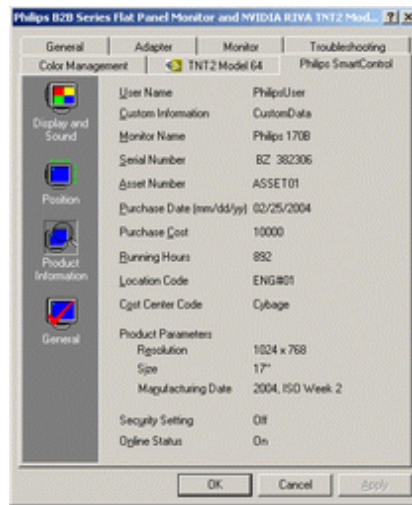 Philips B2B Series Flat Panel Monitor and NVIDIA RIVA TNT2 Mod...
General Adapter Monitor Troubleshooting
Color Management TNT2 Model 64 Philips SmartControl
Display and Sound
Position
Product Information
General
User Name PhilipsUser
Custom Information CustomData
Monitor Name Philips 170B
Serial Number BZ 382306
Asset Number ASSET01
Purchase Date (mm/dd/yy) 02/25/2004
Purchase Cost 10000
Running Hours 892
Location Code ENG#01
Cost Center Code Cybage
Product Parameters
Resolution 1024 x 768
Size 17"
Manufacturing Date 2004, ISO Week 2
Security Setting Off
Online Status On
OK Cancel Apply